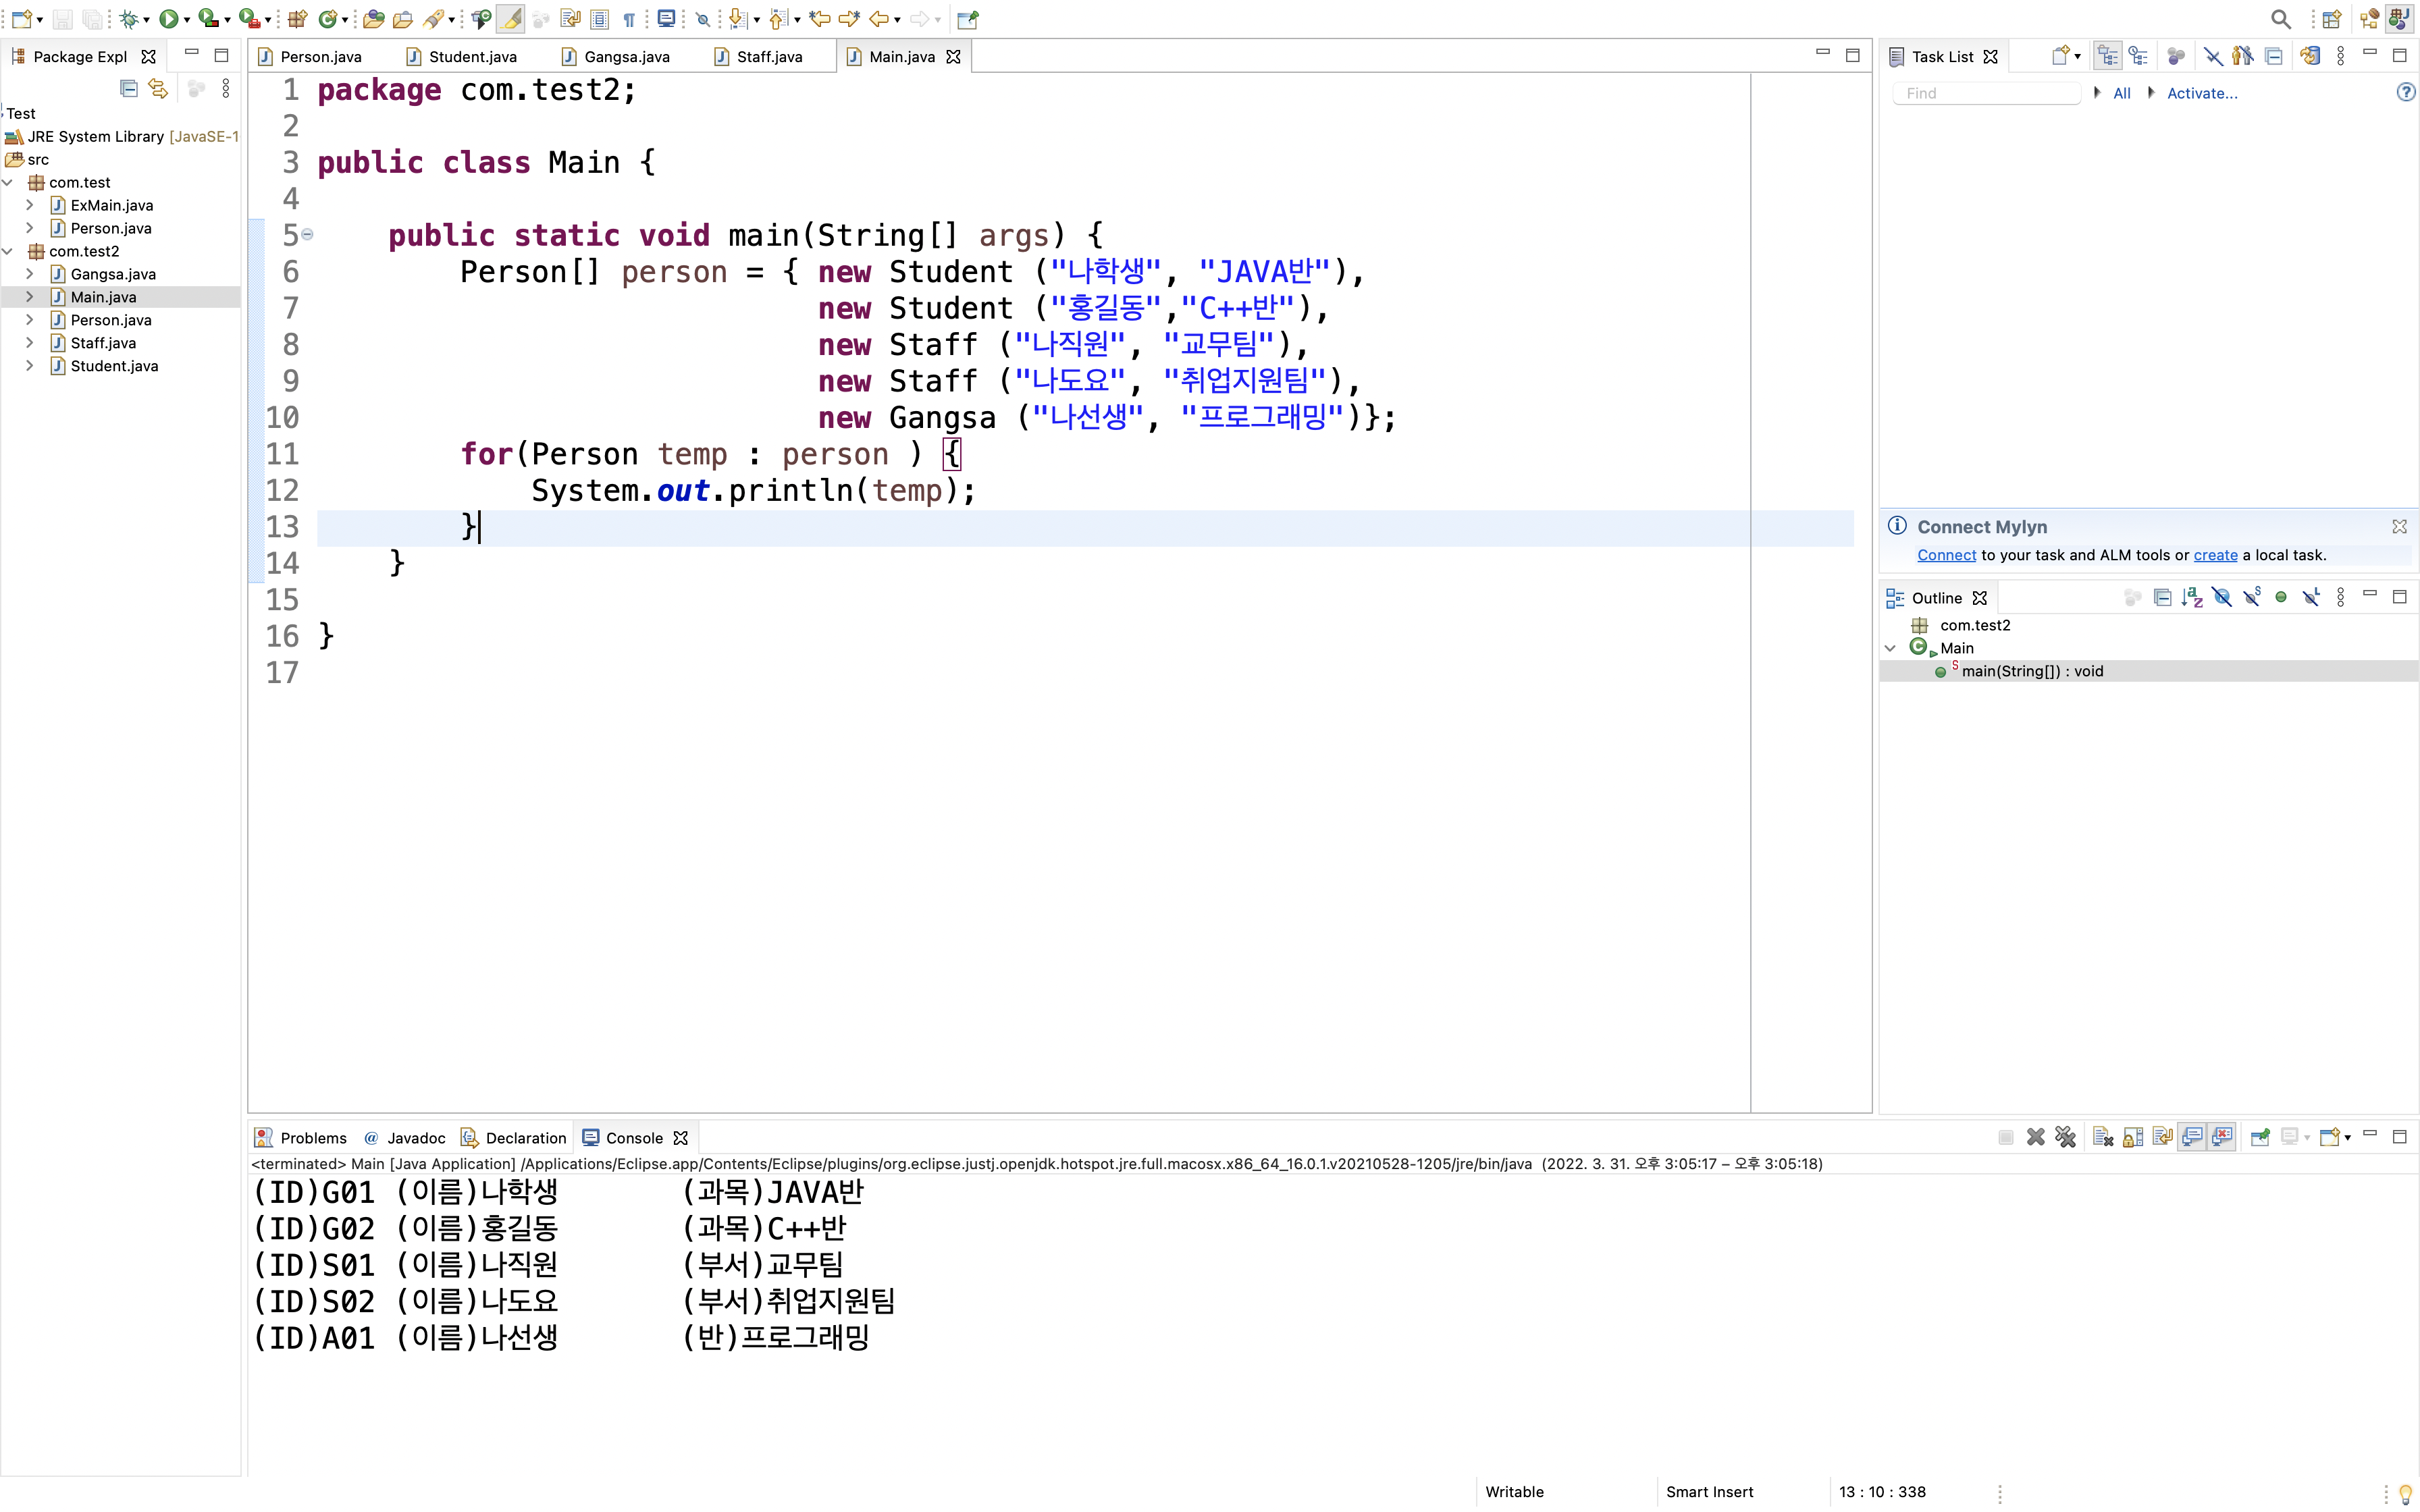 Package Expl
Test
JRE System Library [JavaSE-1
src
com.test
ExMain.java
Person.java
com.test2
Gangsa.java
Main.java
Person.java
Staff.java
Student.java
Person.java Student.java Gangsa.java Staff.java Main.java
1 package com.test2;
2
3 public class Main {
4
5 public static void main(String[] args) {
6 Person[] person = { new Student ("나학생", "JAVA반"),
7 new Student ("홍길동","C++반"),
8 new Staff ("나직원", "교무팀"),
9 new Staff ("나도요", "취업지원팀"),
10 new Gangsa ("나선생", "프로그래밍")};
11 for(Person temp : person ) {
12 System.out.println(temp);
13 }
14 }
15
16 }
17
Task List
Find All Activate...
Connect Mylyn
Connect to your task and ALM tools or create a local task.
Outline
com.test2
Main
main(String[]) : void
Problems @ Javadoc Declaration Console
<terminated> Main [Java Application] /Applications/Eclipse.app/Contents/Eclipse/plugins/org.eclipse.justj.openjdk.hotspot.jre.full.macosx.x86_64_16.0.1.v20210528-1205/jre/bin/java (2022. 3. 31. 오후 3:05:17 – 오후 3:05:18)
(ID)G01 (이름)나학생 (과목)JAVA반
(ID)G02 (이름)홍길동 (과목)C++반
(ID)S01 (이름)나직원 (부서)교무팀
(ID)S02 (이름)나도요 (부서)취업지원팀
(ID)A01 (이름)나선생 (반)프로그래밍
Writable Smart Insert 13 : 10 : 338